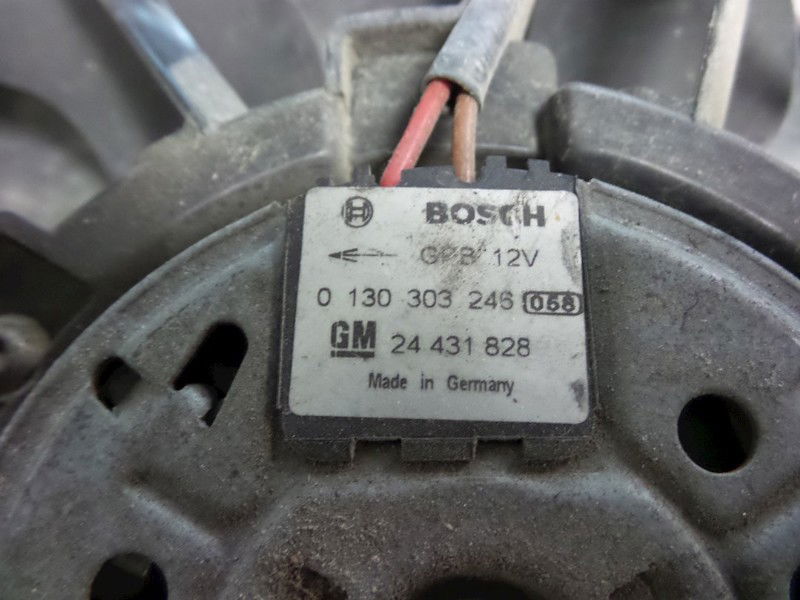 BOSCH
GPB 12V
0 130 303 246 058
GM 24 431 828
Made in Germany